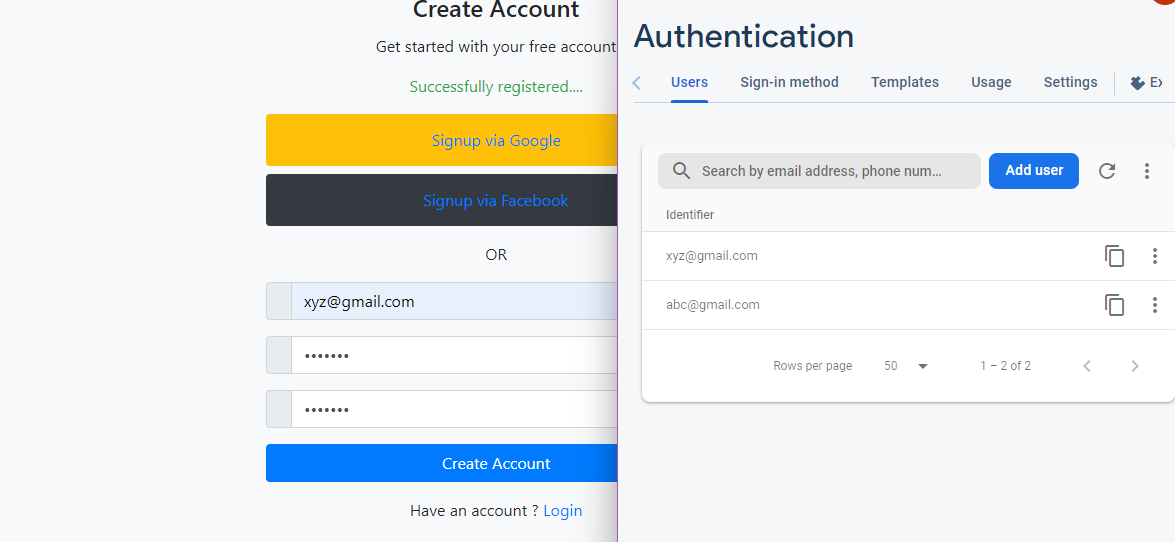 Create Account
Get started with your free account
Successfully registered....
Signup via Google
Signup via Facebook
OR
xyz@gmail.com
•••••••
•••••••
Create Account
Have an account ? Login
Authentication
Users Sign-in method Templates Usage Settings Ex
Search by email address, phone num...
Add user
Identifier
xyz@gmail.com
abc@gmail.com
Rows per page 50 1 – 2 of 2